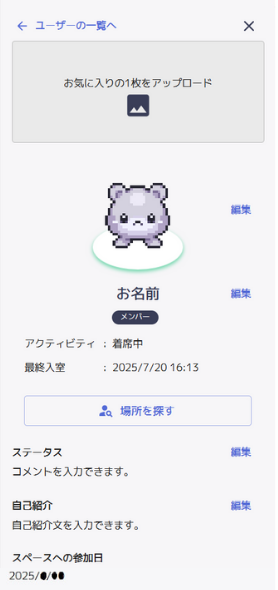 ← ユーザーの一覧へ
お気に入りの1枚をアップロード
編集
お名前 編集
メンバー
アクティビティ : 着席中
最終入室 : 2025/7/20 16:13
場所を探す
ステータス 編集
コメントを入力できます。
自己紹介 編集
自己紹介文を入力できます。
スペースへの参加日
2025/●/●●